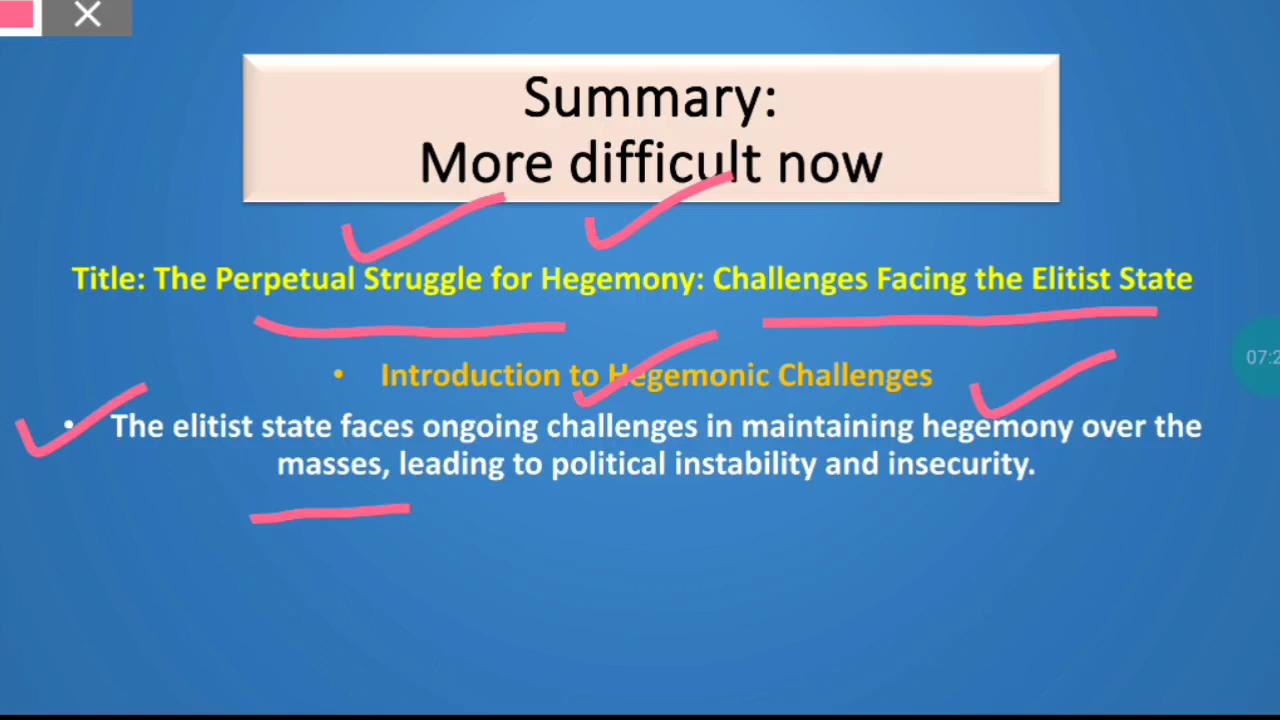 Summary:
More difficult now
Title: The Perpetual Struggle for Hegemony: Challenges Facing the Elitist State
• Introduction to Hegemonic Challenges
• The elitist state faces ongoing challenges in maintaining hegemony over the
masses, leading to political instability and insecurity.